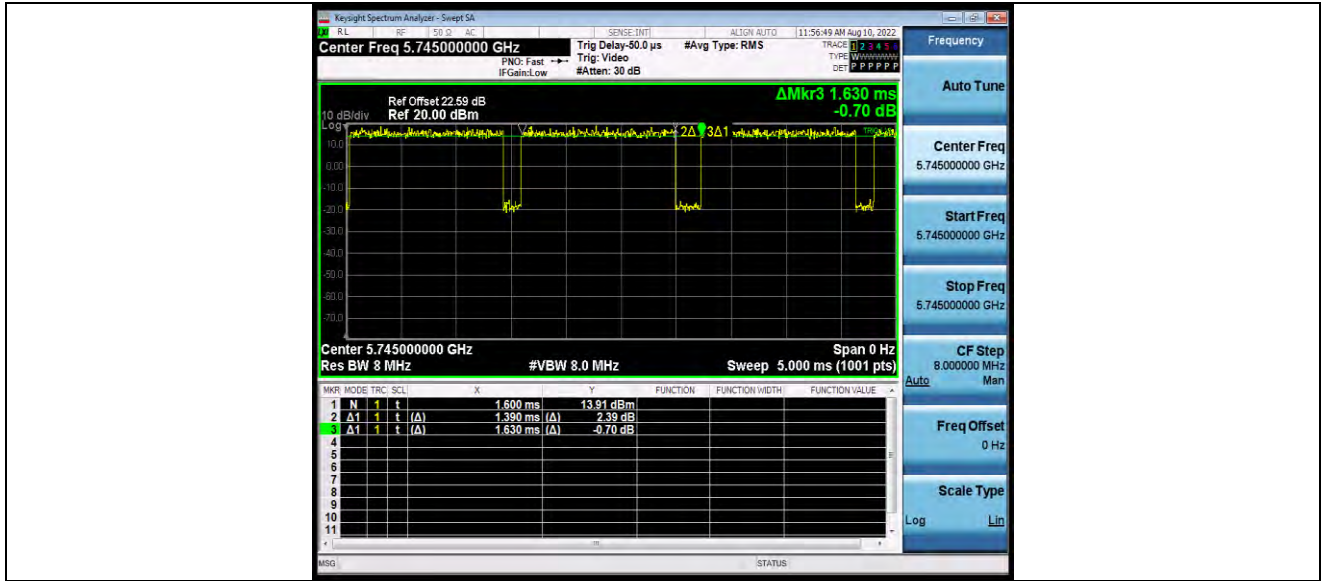 Keysight Spectrum Analyzer - Swept SA
RL RF 50 Ω AC SENSE:INT ALIGN AUTO 11:56:49 AM Aug 10, 2022
Center Freq 5.745000000 GHz Trig Delay-50.0 µs #Avg Type: RMS TRACE 1 2 3 4 5 6
PNO: Fast Trig: Video TYPE WWWWWW
IFGain:Low #Atten: 30 dB DET P P P P P P
Frequency
ΔMkr3 1.630 ms
-0.70 dB
Ref Offset 22.59 dB
10 dB/div Ref 20.00 dBm
Log
2Δ1 3Δ1
10.0
0.00
-10.0
-20.0
-30.0
-40.0
-50.0
-60.0
-70.0
Center 5.745000000 GHz Span 0 Hz
Res BW 8 MHz #VBW 8.0 MHz Sweep 5.000 ms (1001 pts)
MKR MODE TRC SCL X Y FUNCTION FUNCTION WIDTH FUNCTION VALUE
1 N 1 t 1.600 ms 13.91 dBm
2 Δ1 1 t (Δ) 1.390 ms (Δ) 2.39 dB
3 Δ1 1 t (Δ) 1.630 ms (Δ) -0.70 dB
4
5
6
7
8
9
10
11
MSG STATUS
Auto Tune
Center Freq
5.745000000 GHz
Start Freq
5.745000000 GHz
Stop Freq
5.745000000 GHz
CF Step
8.000000 MHz
Auto Man
Freq Offset
0 Hz
Scale Type
Log Lin